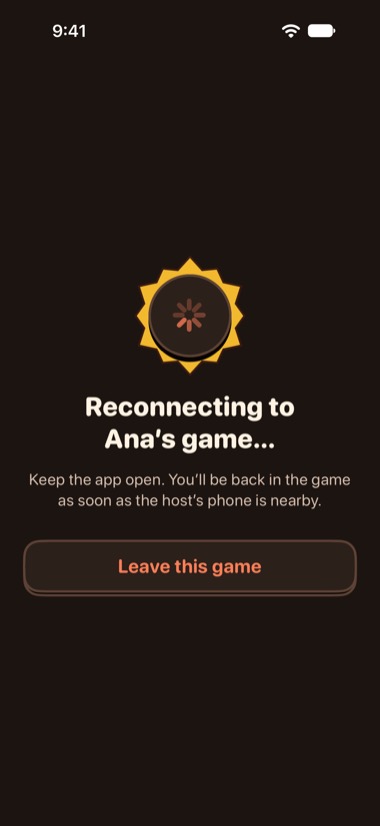 9:41
Reconnecting to
Ana’s game...
Keep the app open. You’ll be back in the game
as soon as the host’s phone is nearby.
Leave this game